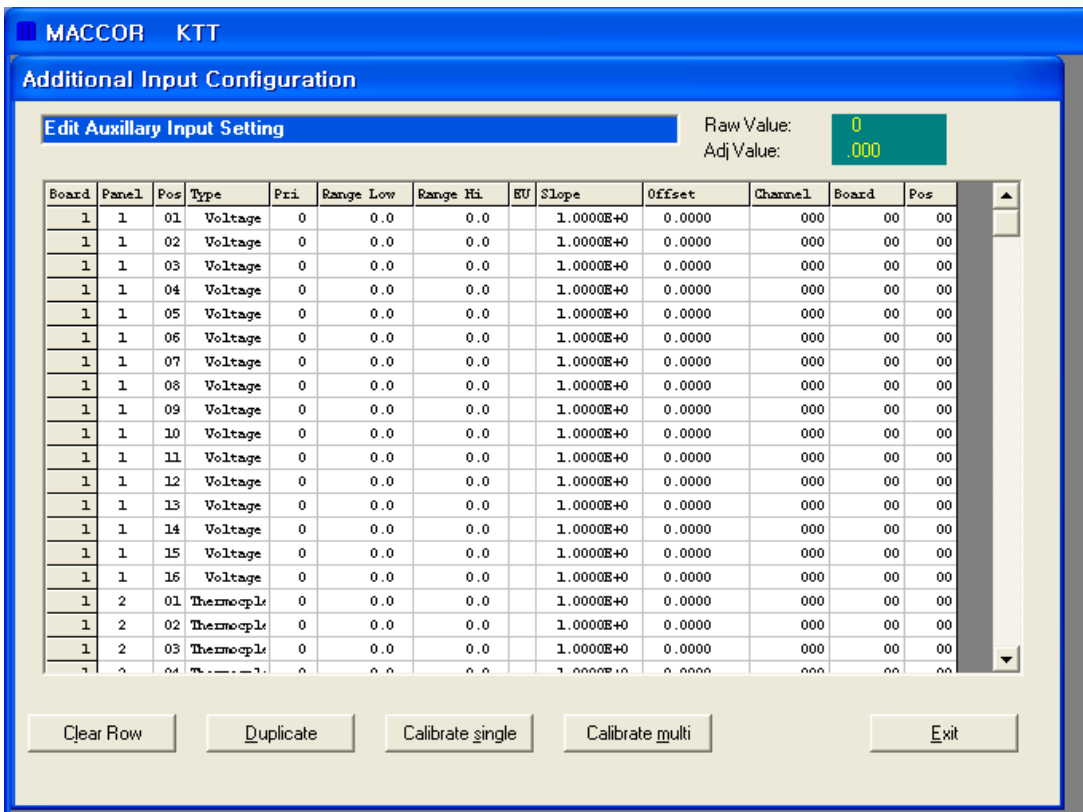 MACCOR KTT
Additional Input Configuration
Edit Auxillary Input Setting
Raw Value: 0
Adj Value: .000
Board Panel Pos Type Pri Range Low Range Hi EU Slope Offset Channel Board Pos
1 1 01 Voltage 0 0.0 0.0 1.0000E+0 0.0000 000 00 00
1 1 02 Voltage 0 0.0 0.0 1.0000E+0 0.0000 000 00 00
1 1 03 Voltage 0 0.0 0.0 1.0000E+0 0.0000 000 00 00
1 1 04 Voltage 0 0.0 0.0 1.0000E+0 0.0000 000 00 00
1 1 05 Voltage 0 0.0 0.0 1.0000E+0 0.0000 000 00 00
1 1 06 Voltage 0 0.0 0.0 1.0000E+0 0.0000 000 00 00
1 1 07 Voltage 0 0.0 0.0 1.0000E+0 0.0000 000 00 00
1 1 08 Voltage 0 0.0 0.0 1.0000E+0 0.0000 000 00 00
1 1 09 Voltage 0 0.0 0.0 1.0000E+0 0.0000 000 00 00
1 1 10 Voltage 0 0.0 0.0 1.0000E+0 0.0000 000 00 00
1 1 11 Voltage 0 0.0 0.0 1.0000E+0 0.0000 000 00 00
1 1 12 Voltage 0 0.0 0.0 1.0000E+0 0.0000 000 00 00
1 1 13 Voltage 0 0.0 0.0 1.0000E+0 0.0000 000 00 00
1 1 14 Voltage 0 0.0 0.0 1.0000E+0 0.0000 000 00 00
1 1 15 Voltage 0 0.0 0.0 1.0000E+0 0.0000 000 00 00
1 1 16 Voltage 0 0.0 0.0 1.0000E+0 0.0000 000 00 00
1 2 01 Thermocple 0 0.0 0.0 1.0000E+0 0.0000 000 00 00
1 2 02 Thermocple 0 0.0 0.0 1.0000E+0 0.0000 000 00 00
1 2 03 Thermocple 0 0.0 0.0 1.0000E+0 0.0000 000 00 00
Clear Row Duplicate Calibrate single Calibrate multi Exit